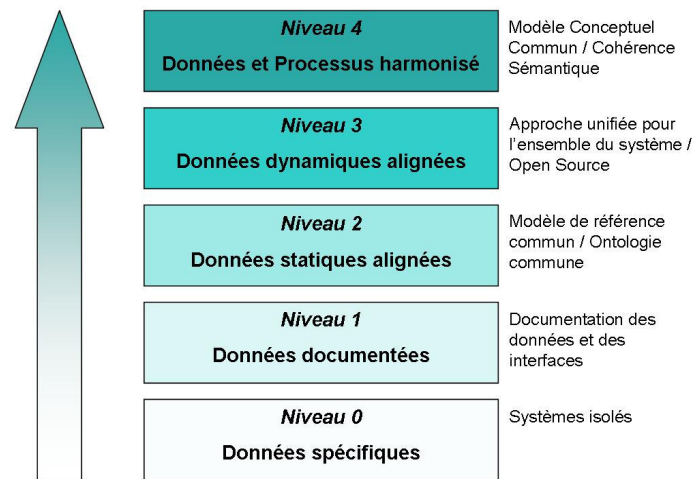 Niveau 4
Données et Processus harmonisé
Modèle Conceptuel
Commun / Cohérence
Sémantique
Niveau 3
Données dynamiques alignées
Approche unifiée pour
l'ensemble du système /
Open Source
Niveau 2
Données statiques alignées
Modèle de référence
commun / Ontologie
commune
Niveau 1
Données documentées
Documentation des
données et des
interfaces
Niveau 0
Données spécifiques
Systèmes isolés